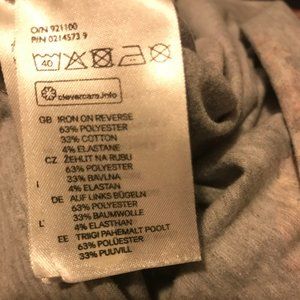 O/N 921100
P/N 0214573 9
40
clevercare.info
GB IRON ON REVERSE
63% POLYESTER
33% COTTON
4% ELASTANE
CZ ŽEHLIT NA RUBU
63% POLYESTER
33% BAVLNA
4% ELASTAN
DE AUF LINKS BÜGELN
63% POLYESTER
33% BAUMWOLLE
4% ELASTHAN
EE TRIIGI PAHEMALT POOLT
63% POLÜESTER
33% PUUVILL